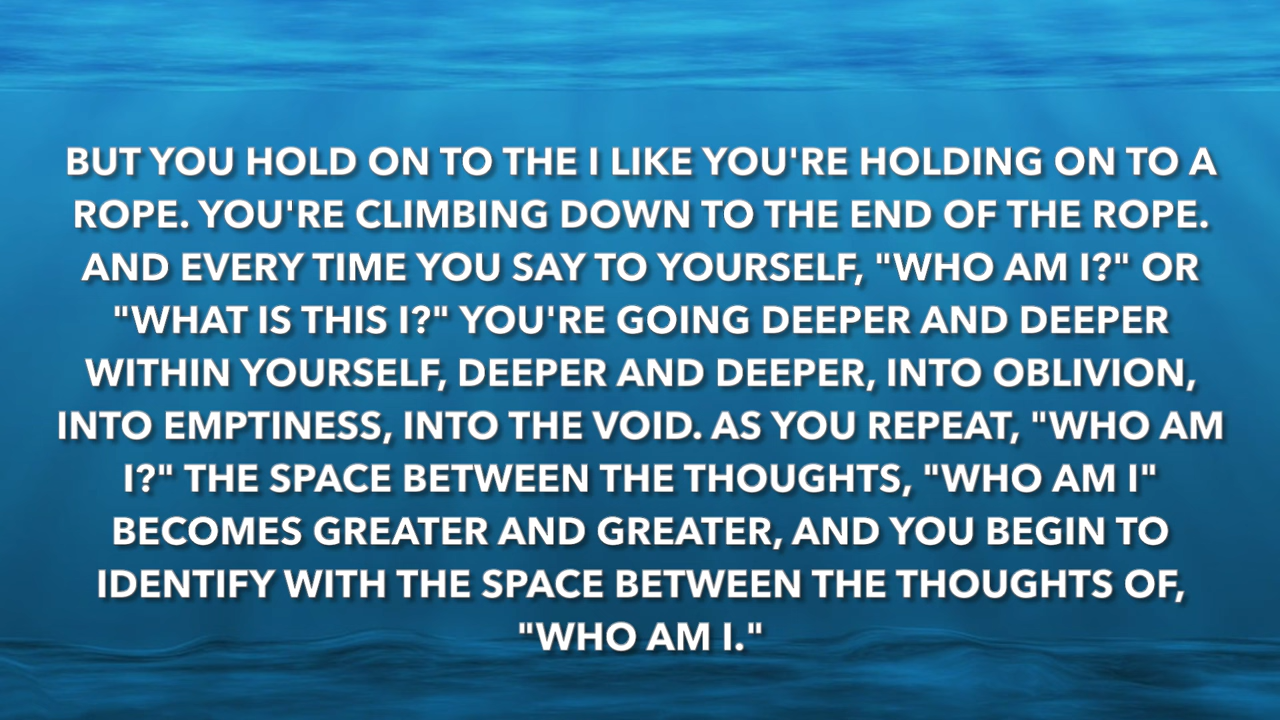 BUT YOU HOLD ON TO THE I LIKE YOU'RE HOLDING ON TO A
ROPE. YOU'RE CLIMBING DOWN TO THE END OF THE ROPE.
AND EVERY TIME YOU SAY TO YOURSELF, "WHO AM I?" OR
"WHAT IS THIS I?" YOU'RE GOING DEEPER AND DEEPER
WITHIN YOURSELF, DEEPER AND DEEPER, INTO OBLIVION,
INTO EMPTINESS, INTO THE VOID. AS YOU REPEAT, "WHO AM
I?" THE SPACE BETWEEN THE THOUGHTS, "WHO AM I"
BECOMES GREATER AND GREATER, AND YOU BEGIN TO
IDENTIFY WITH THE SPACE BETWEEN THE THOUGHTS OF,
"WHO AM I."